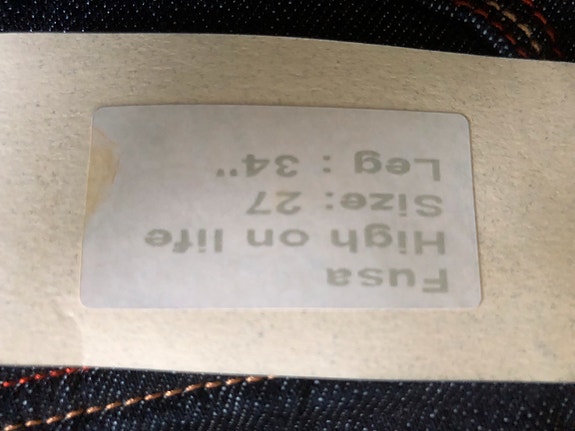 Fusa
High on life
Size: 27
Leg : 34"